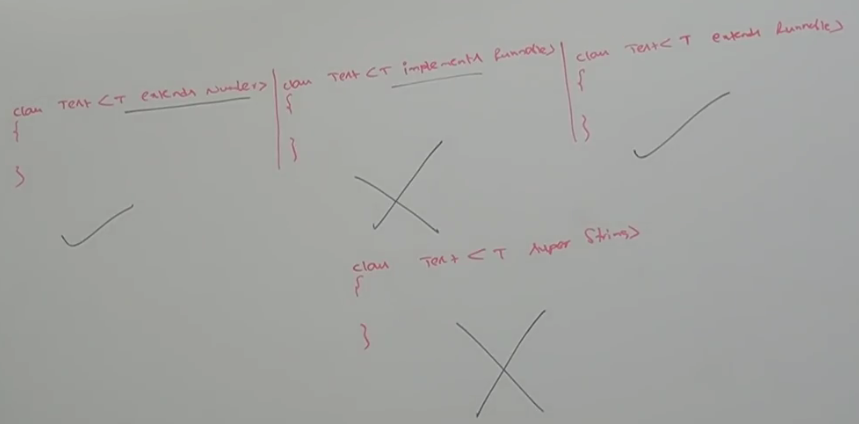 class Test <T extends Number>
{
}
class Test <T implements Runnable>
{
}
class Test <T extends Runnable>
{
}
class Test <T super String>
{
}